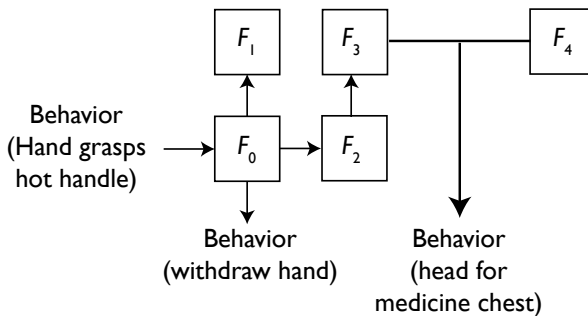 F1
F3
F4
Behavior
(Hand grasps
hot handle)
F0
F2
Behavior
(withdraw hand)
Behavior
(head for
medicine chest)